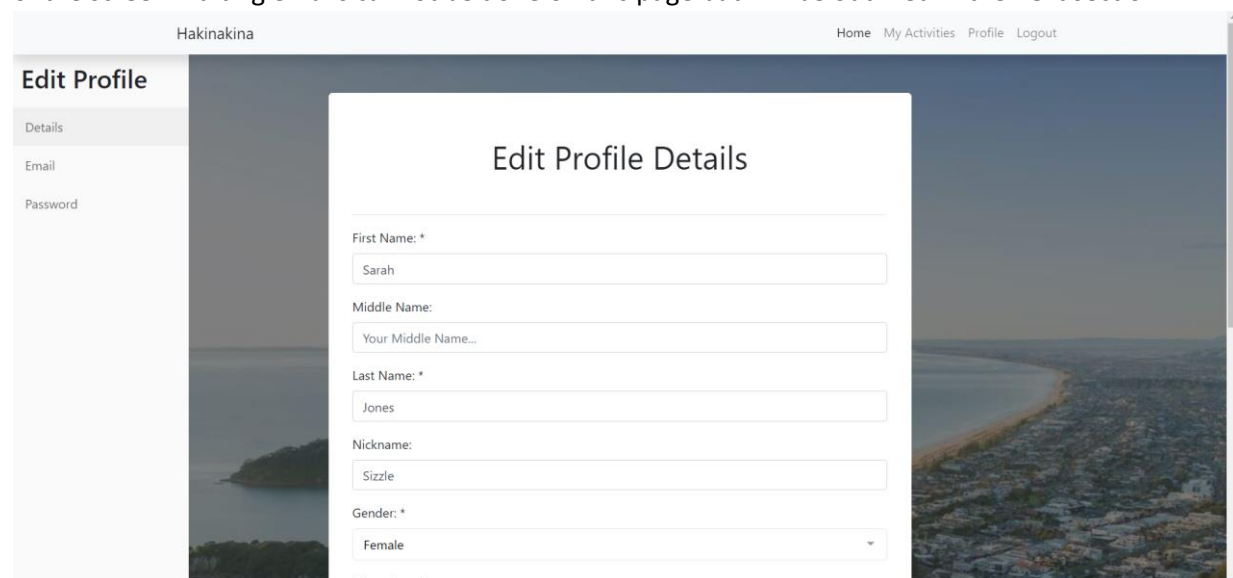 Hakinakina
Home My Activities Profile Logout
Edit Profile
Details
Email
Password
Edit Profile Details
First Name: *
Sarah
Middle Name:
Your Middle Name...
Last Name: *
Jones
Nickname:
Sizzle
Gender: *
Female